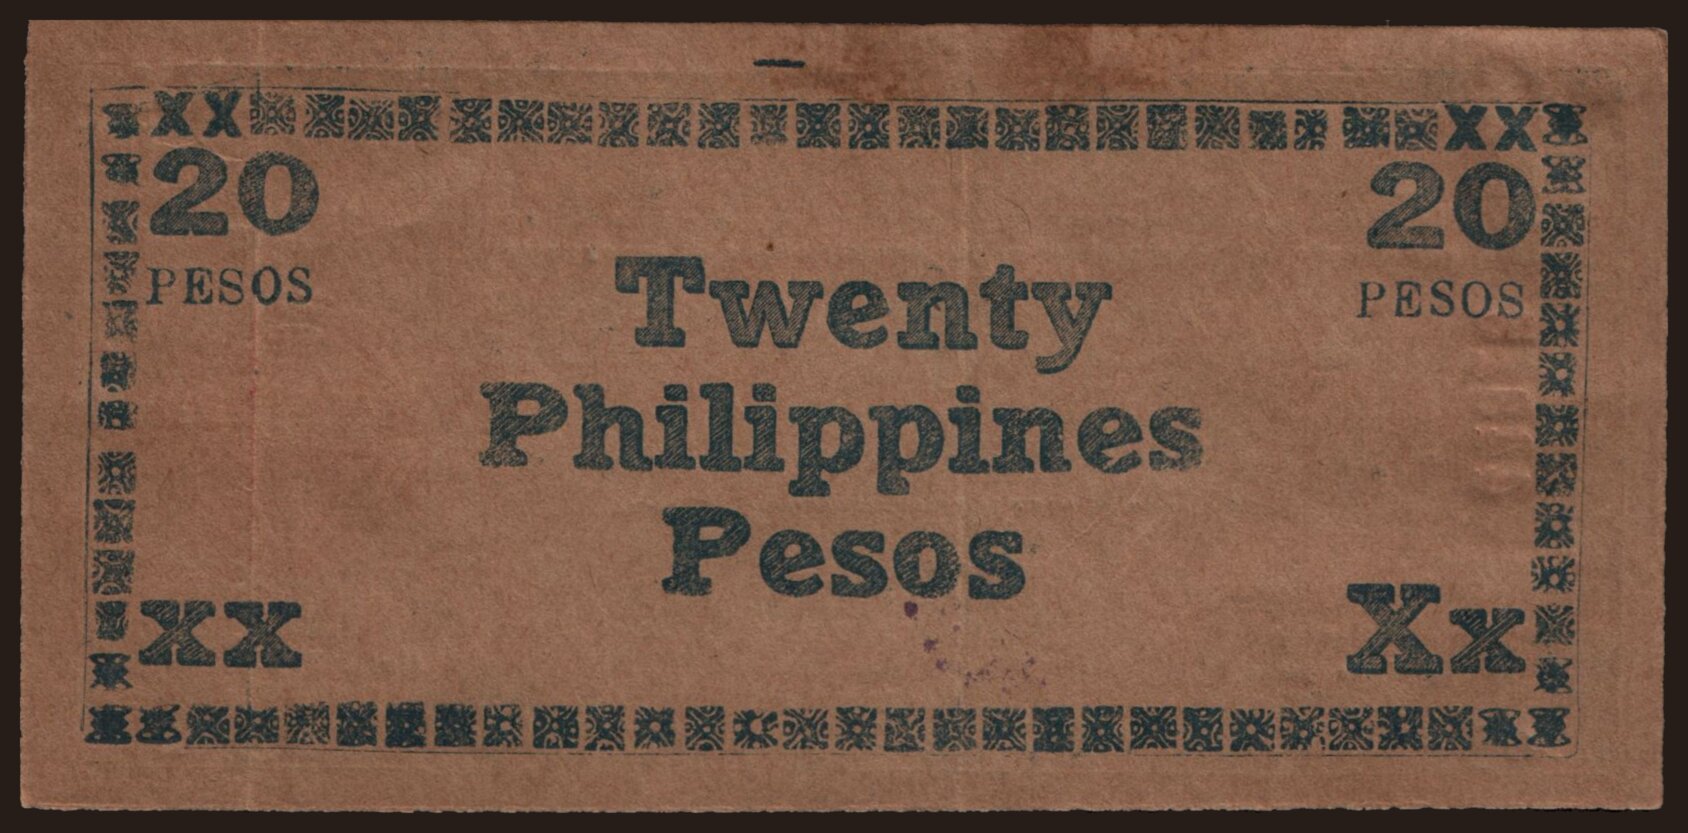 XX XX
20 20
PESOS PESOS
Twenty
Philippines
Pesos
XX Xx